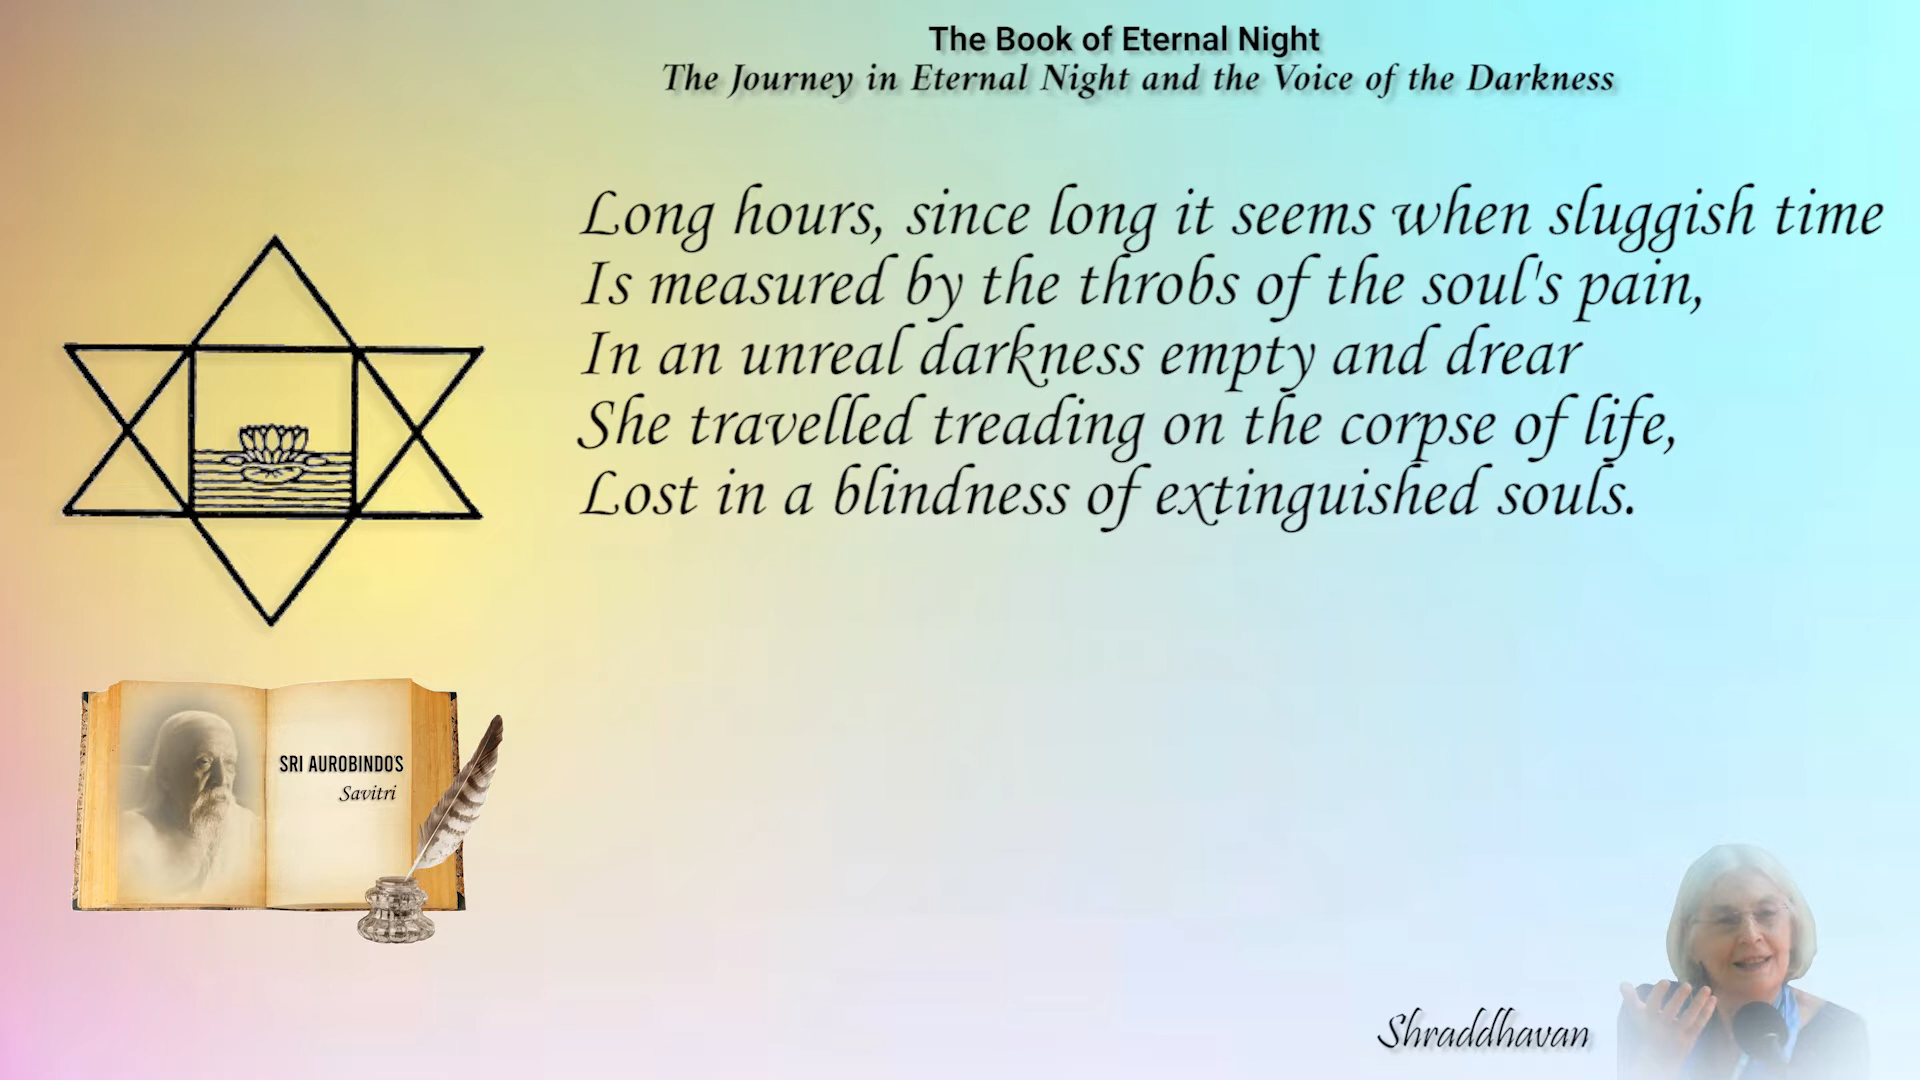 The Book of Eternal Night
The Journey in Eternal Night and the Voice of the Darkness
Long hours, since long it seems when sluggish time
Is measured by the throbs of the soul's pain,
In an unreal darkness empty and drear
She travelled treading on the corpse of life,
Lost in a blindness of extinguished souls.
SRI AUROBINDO'S
Savitri
Shraddhavan